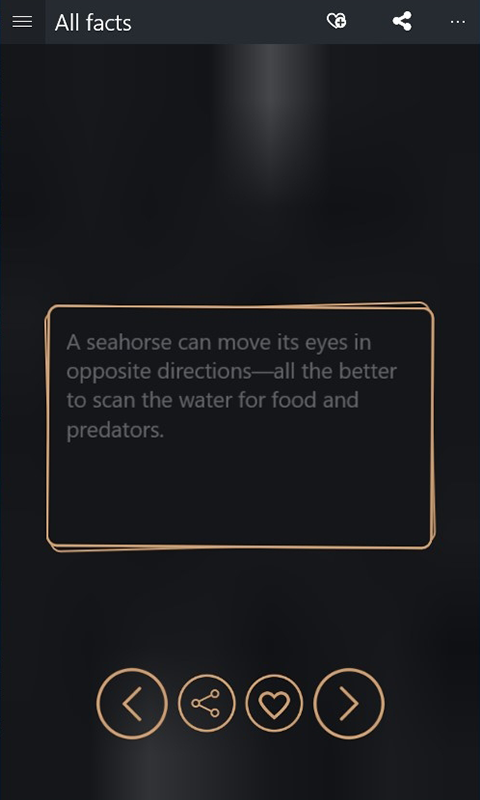 All facts
A seahorse can move its eyes in
opposite directions—all the better
to scan the water for food and
predators.